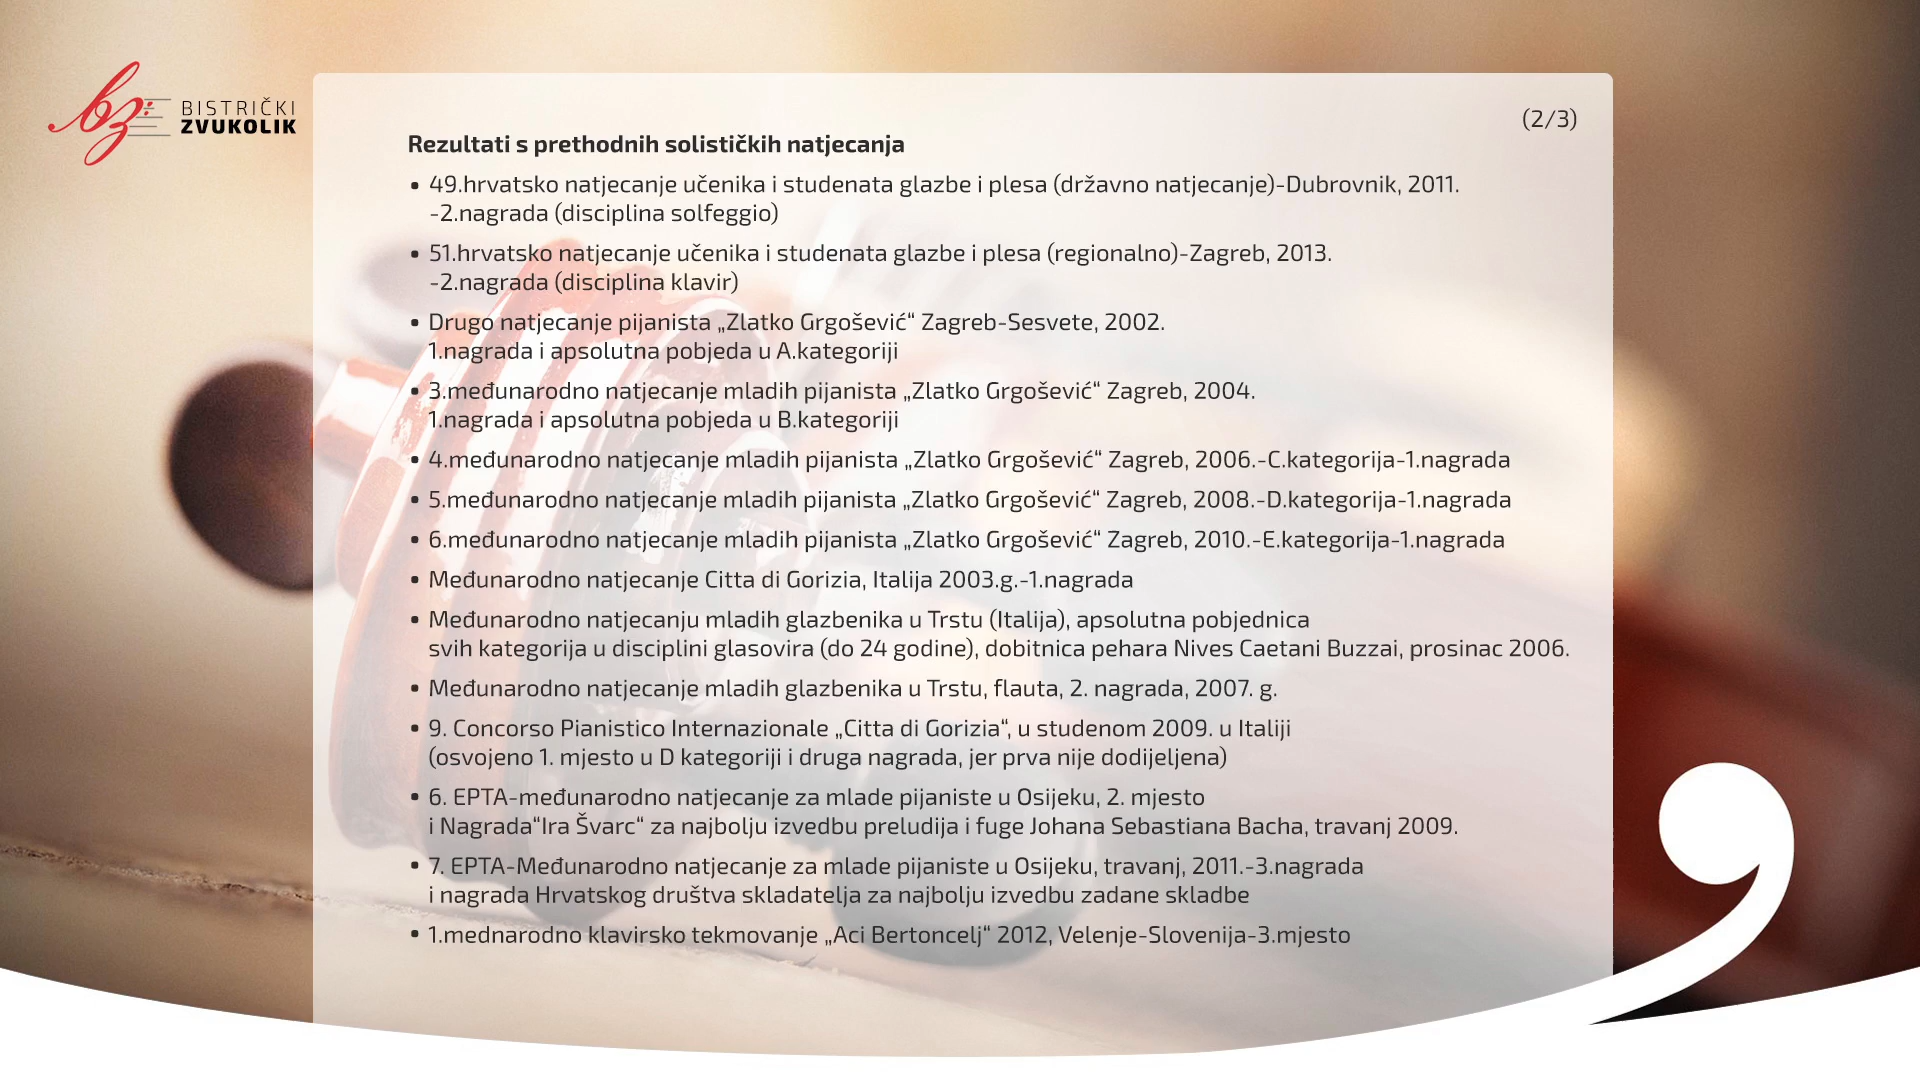 bz:
BISTRIČKI
ZVUKOLIK
(2/3)
Rezultati s prethodnih solističkih natjecanja
• 49.hrvatsko natjecanje učenika i studenata glazbe i plesa (državno natjecanje)-Dubrovnik, 2011.
-2.nagrada (disciplina solfeggio)
• 51.hrvatsko natjecanje učenika i studenata glazbe i plesa (regionalno)-Zagreb, 2013.
-2.nagrada (disciplina klavir)
• Drugo natjecanje pijanista „Zlatko Grgošević“ Zagreb-Sesvete, 2002.
1.nagrada i apsolutna pobjeda u A.kategoriji
• 3.međunarodno natjecanje mladih pijanista „Zlatko Grgošević“ Zagreb, 2004.
1.nagrada i apsolutna pobjeda u B.kategoriji
• 4.međunarodno natjecanje mladih pijanista „Zlatko Grgošević“ Zagreb, 2006.-C.kategorija-1.nagrada
• 5.međunarodno natjecanje mladih pijanista „Zlatko Grgošević“ Zagreb, 2008.-D.kategorija-1.nagrada
• 6.međunarodno natjecanje mladih pijanista „Zlatko Grgošević“ Zagreb, 2010.-E.kategorija-1.nagrada
• Međunarodno natjecanje Citta di Gorizia, Italija 2003.g.-1.nagrada
• Međunarodno natjecanju mladih glazbenika u Trstu (Italija), apsolutna pobjednica
svih kategorija u disciplini glasovira (do 24 godine), dobitnica pehara Nives Caetani Buzzai, prosinac 2006.
• Međunarodno natjecanje mladih glazbenika u Trstu, flauta, 2. nagrada, 2007. g.
• 9. Concorso Pianistico Internazionale „Citta di Gorizia“, u studenom 2009. u Italiji
(osvojeno 1. mjesto u D kategoriji i druga nagrada, jer prva nije dodijeljena)
• 6. EPTA-međunarodno natjecanje za mlade pijaniste u Osijeku, 2. mjesto
i Nagrada“Ira Švarc“ za najbolju izvedbu preludija i fuge Johana Sebastiana Bacha, travanj 2009.
• 7. EPTA-Međunarodno natjecanje za mlade pijaniste u Osijeku, travanj, 2011.-3.nagrada
i nagrada Hrvatskog društva skladatelja za najbolju izvedbu zadane skladbe
• 1.mednarodno klavirsko tekmovanje „Aci Bertoncelj“ 2012, Velenje-Slovenija-3.mjesto